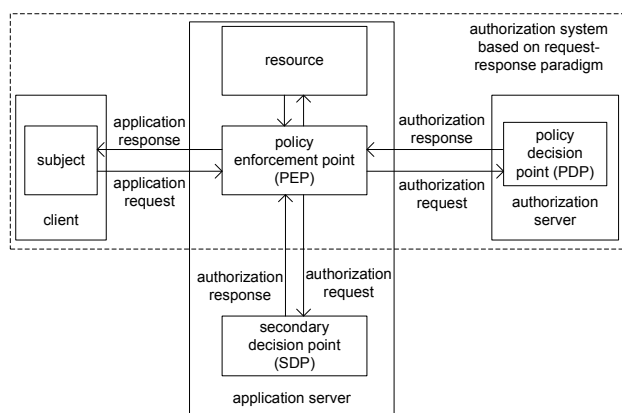 authorization system
based on request-
response paradigm
resource
application
response
policy
enforcement point
(PEP)
authorization
response
policy
decision
point (PDP)
subject
application
request
authorization
request
client
authorization
server
authorization
response
authorization
request
secondary
decision point
(SDP)
application server